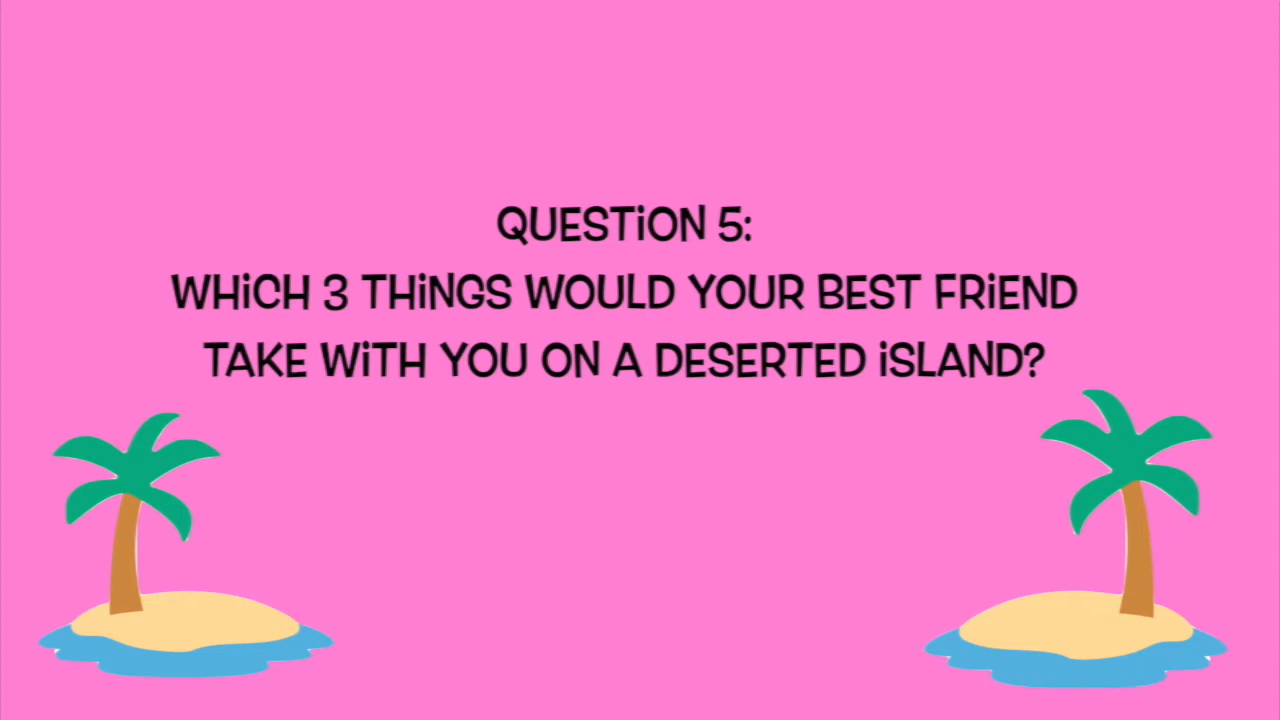 QUESTiON 5:
WHiCH 3 THiNGS WOULD YOUR BEST FRiEND
TAKE WiTH YOU ON A DESERTED iSLAND?